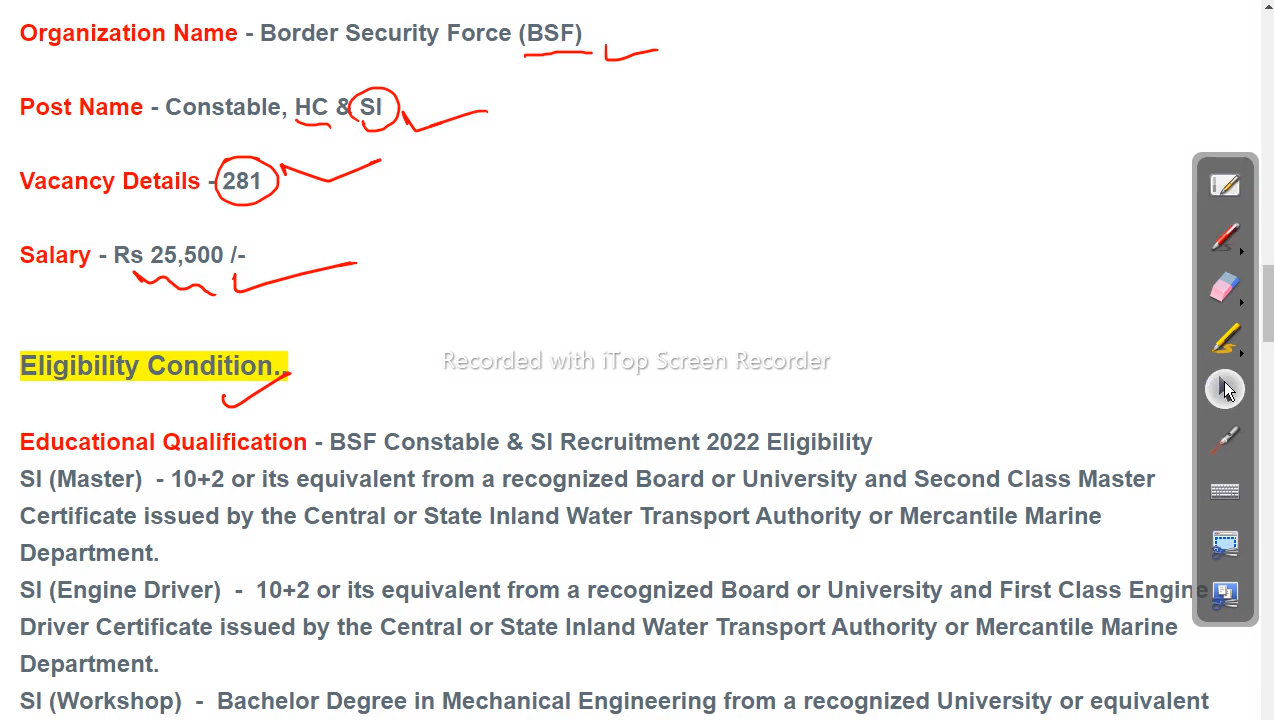 Organization Name - Border Security Force (BSF)
Post Name - Constable, HC & SI
Vacancy Details - 281
Salary - Rs 25,500 /-
Eligibility Condition..
Recorded with iTop Screen Recorder
Educational Qualification - BSF Constable & SI Recruitment 2022 Eligibility
SI (Master)  - 10+2 or its equivalent from a recognized Board or University and Second Class Master
Certificate issued by the Central or State Inland Water Transport Authority or Mercantile Marine
Department.
SI (Engine Driver)  -  10+2 or its equivalent from a recognized Board or University and First Class Engine
Driver Certificate issued by the Central or State Inland Water Transport Authority or Mercantile Marine
Department.
SI (Workshop)  -  Bachelor Degree in Mechanical Engineering from a recognized University or equivalent